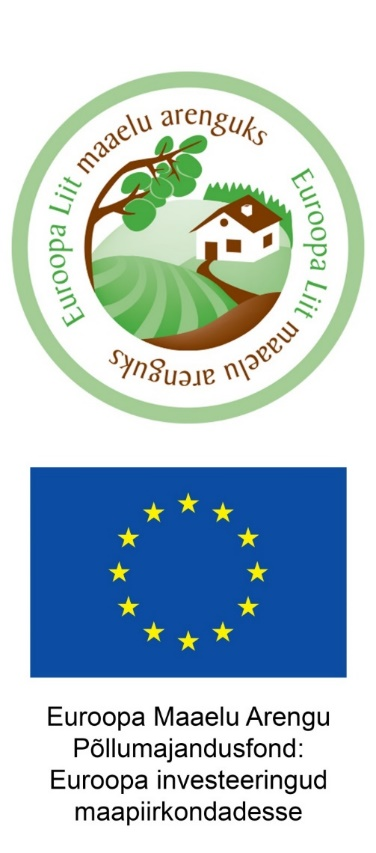 Euroopa Liit maaelu arenguks
Euroopa Liit maaelu arenguks
Euroopa Maaelu Arengu
Põllumajandusfond:
Euroopa investeeringud
maapiirkondadesse